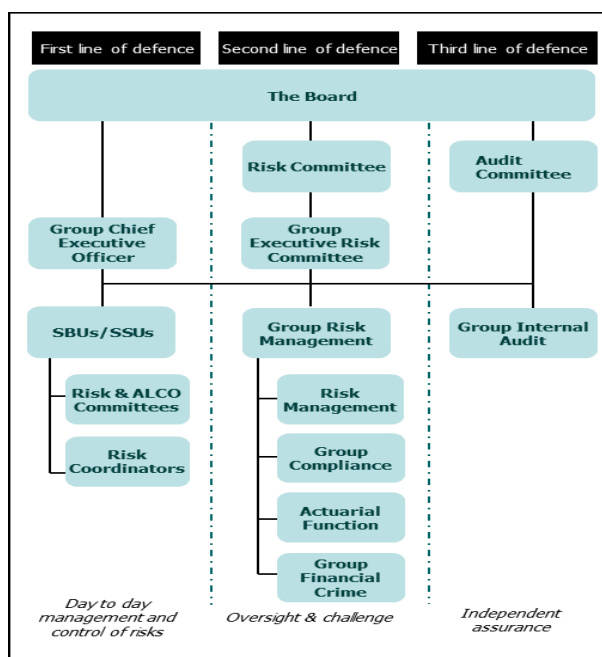 First line of defence
Second line of defence
Third line of defence
The Board
Risk Committee
Audit
Committee
Group Chief
Executive
Officer
Group
Executive Risk
Committee
SBUs/SSUs
Group Risk
Management
Group Internal
Audit
Risk & ALCO
Committees
Risk
Management
Risk
Coordinators
Group
Compliance
Actuarial
Function
Group
Financial
Crime
Day to day
management and
control of risks
Oversight & challenge
Independent
assurance